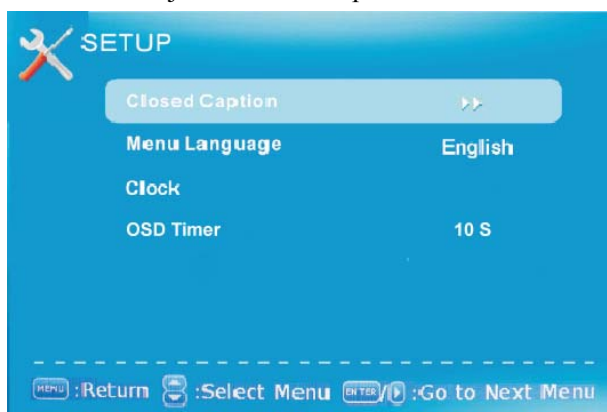 SETUP
Closed Caption
Menu Language English
Clock
OSD Timer 10 S
MENU :Return :Select Menu ENTER/ :Go to Next Menu